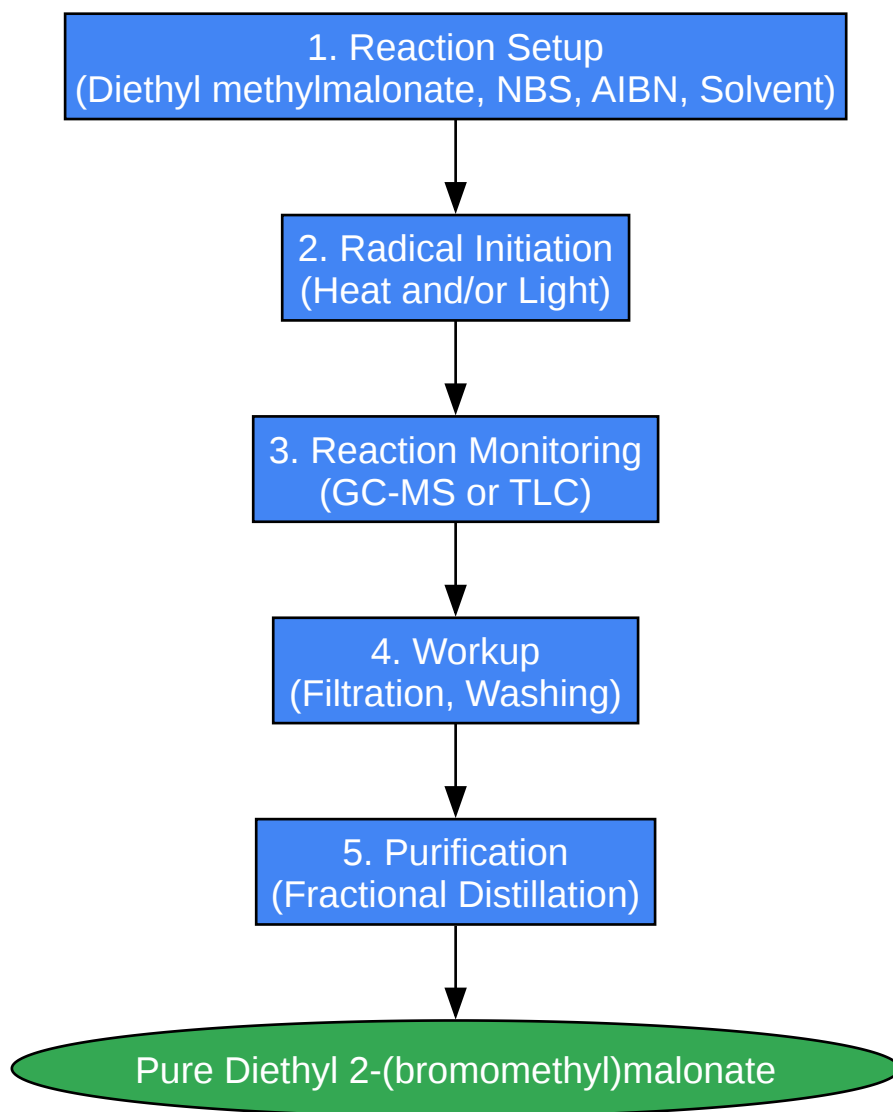 1. Reaction Setup
(Diethyl methylmalonate, NBS, AIBN, Solvent)
2. Radical Initiation
(Heat and/or Light)
3. Reaction Monitoring
(GC-MS or TLC)
4. Workup
(Filtration, Washing)
5. Purification
(Fractional Distillation)
Pure Diethyl 2-(bromomethyl)malonate